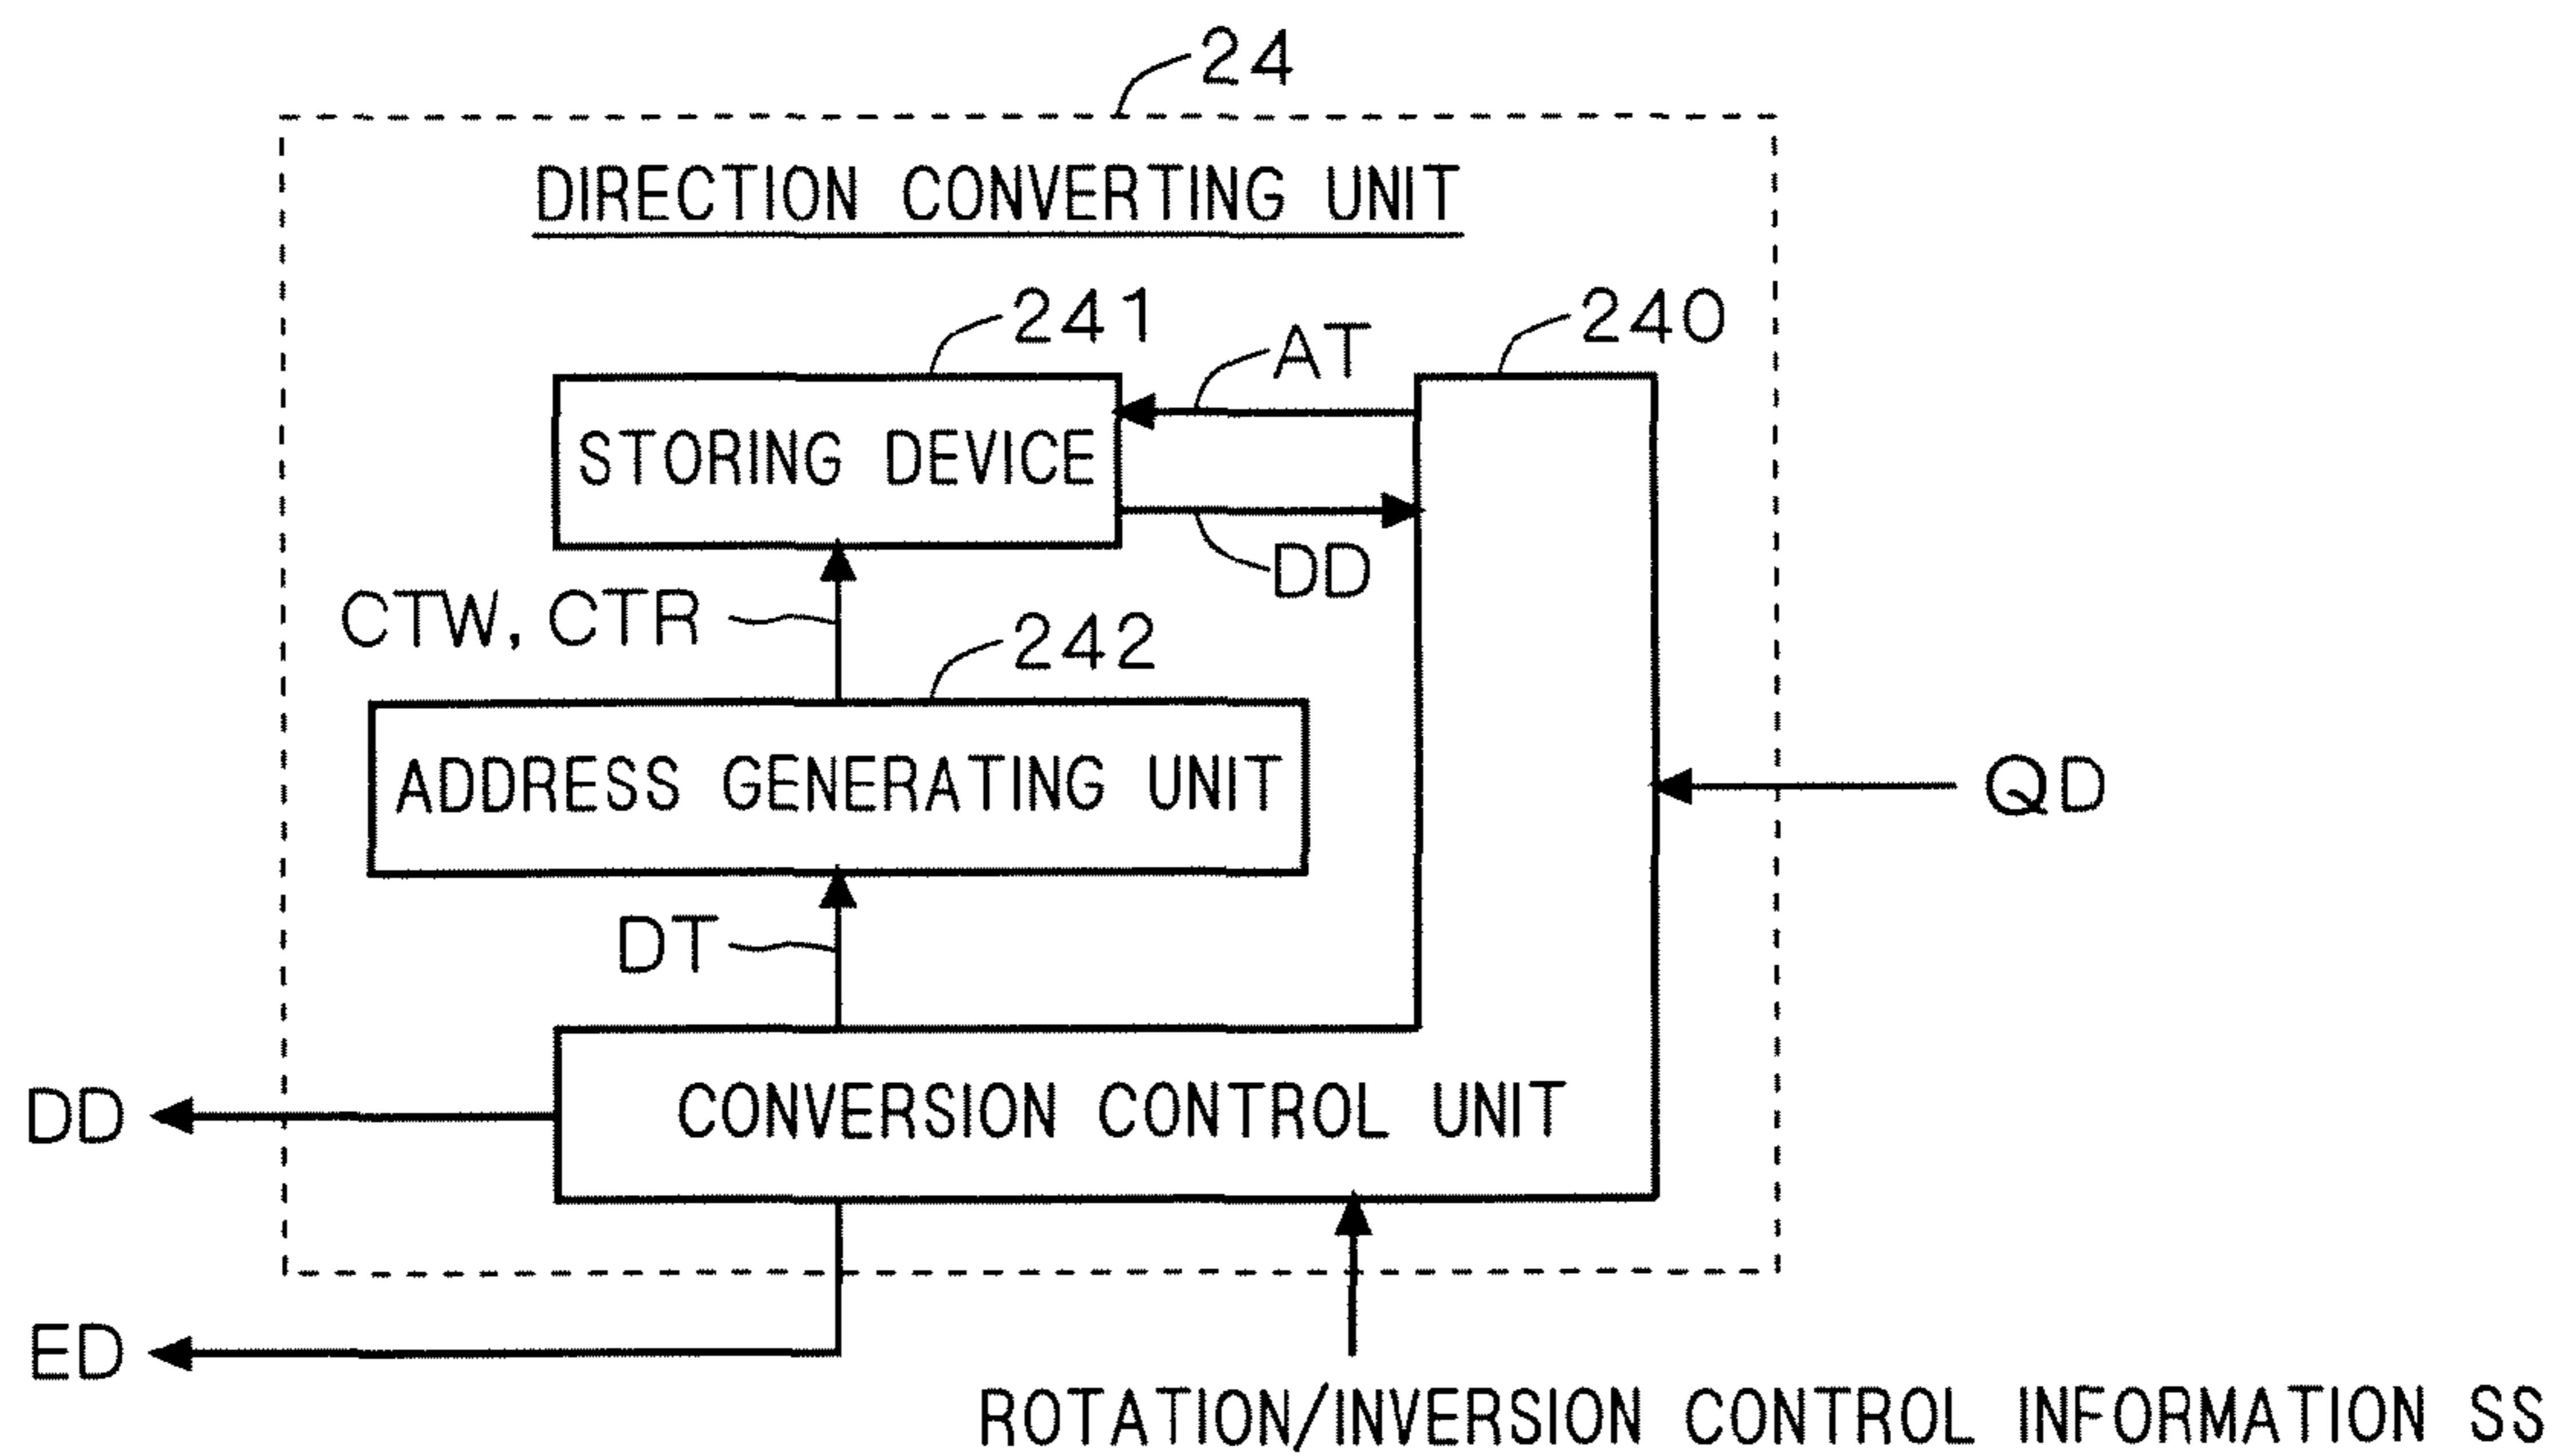 24
DIRECTION CONVERTING UNIT
241
AT
240
STORING DEVICE
DD
CTW, CTR
242
ADDRESS GENERATING UNIT
QD
DT
DD
CONVERSION CONTROL UNIT
ED
ROTATION/INVERSION CONTROL INFORMATION SS